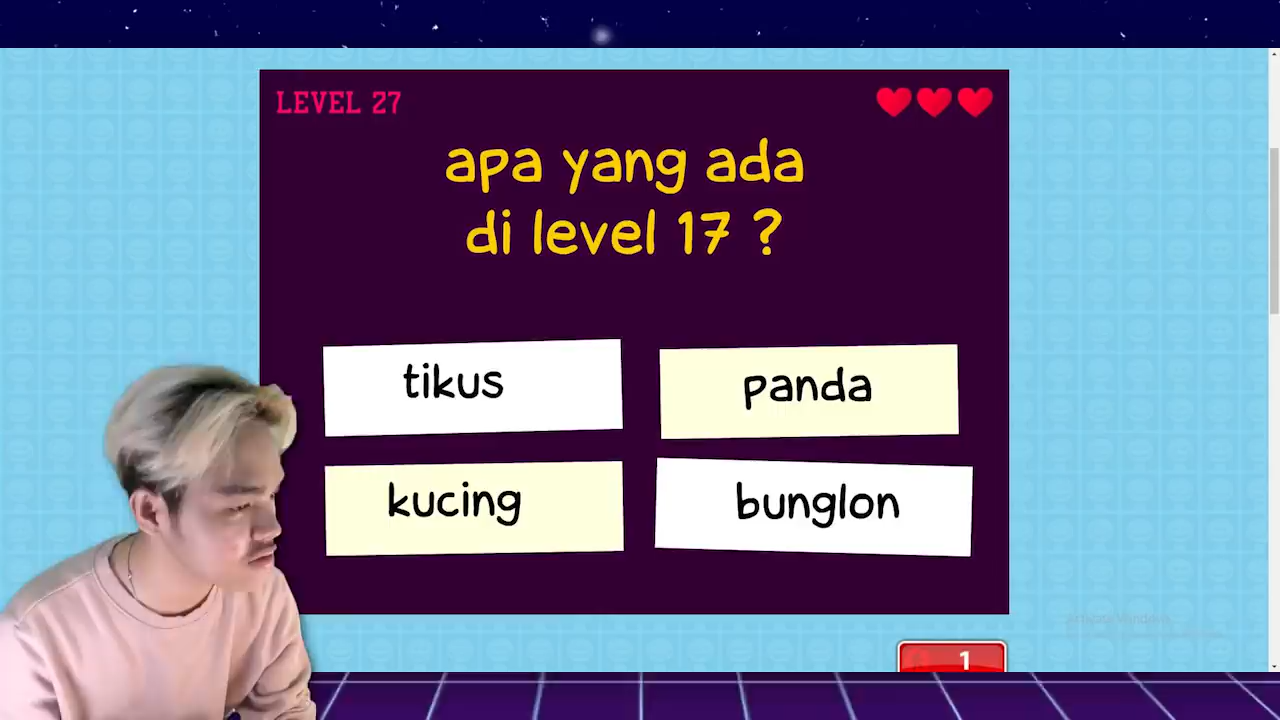 LEVEL 27
apa yang ada
di level 17 ?
tikus
panda
kucing
bunglon
1